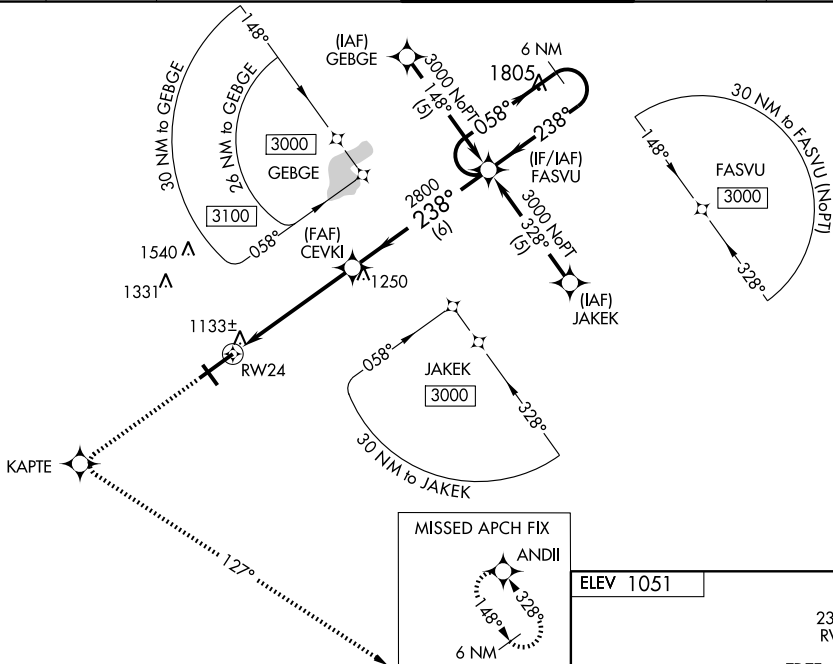 148°
30 NM to GEBGE
26 NM to GEBGE
3000
GEBGE
3100
058°
(IAF)
GEBGE
3000 NoPT
148°
(5)
6 NM
1805
058°
238°
(IF/IAF)
FASVU
30 NM to FASVU (NoPT)
148°
FASVU
3000
328°
2800
238°
(6)
3000 NoPT
328°
(5)
(IAF)
JAKEK
(FAF)
CEVKI
1250
1540
1331
1133±
RW24
058°
JAKEK
3000
328°
30 NM to JAKEK
KAPTE
127°
MISSED APCH FIX
ANDII
328°
148°
6 NM
ELEV 1051